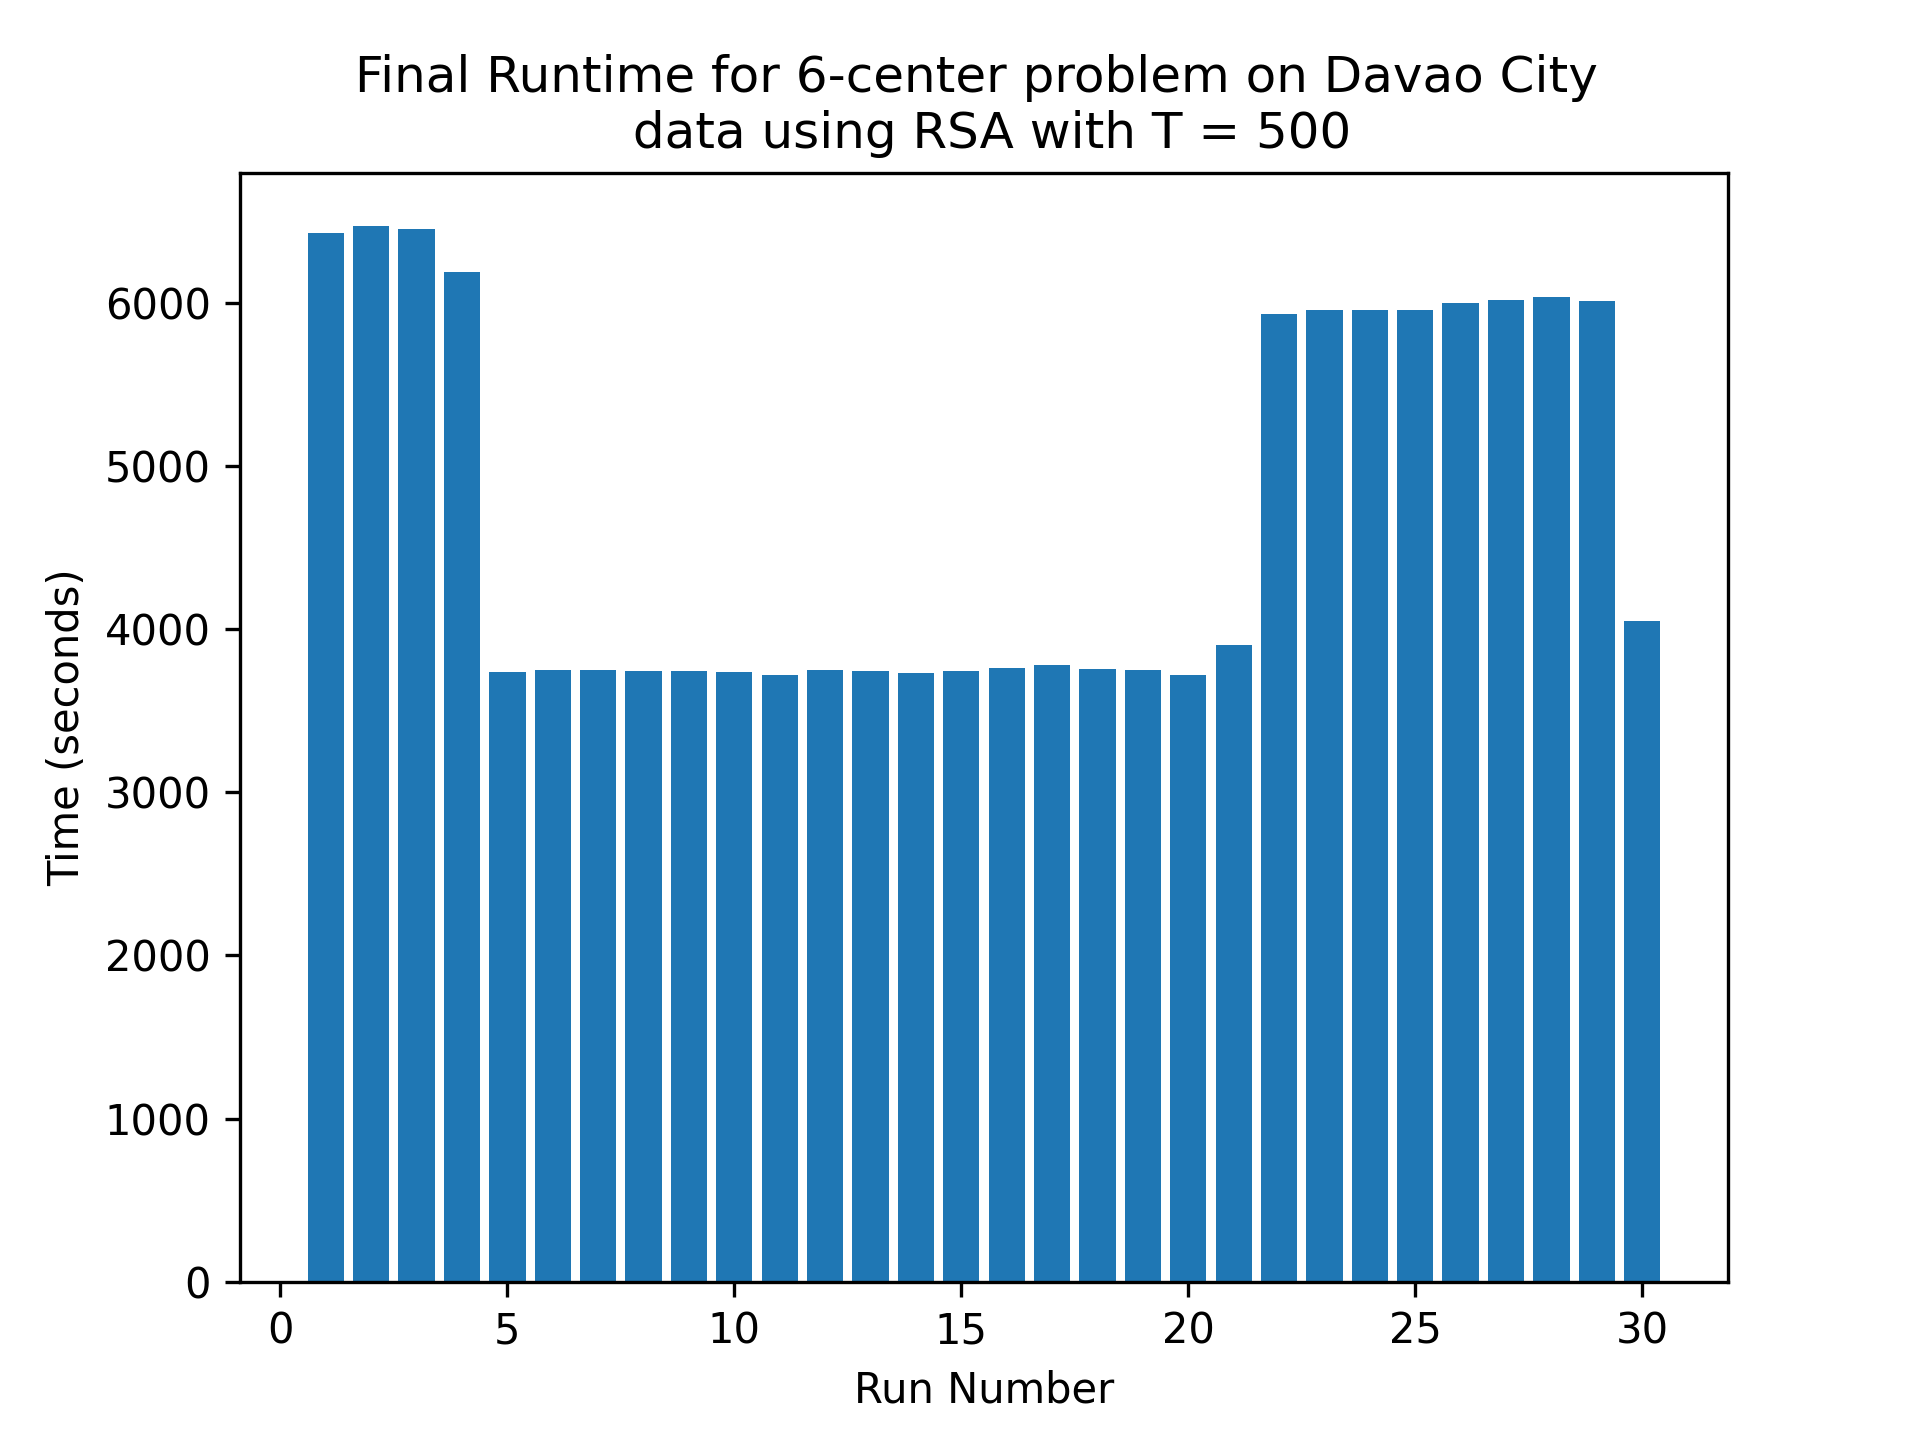 Final Runtime for 6-center problem on Davao City
data using RSA with T = 500
Time (seconds)
6000
5000
4000
3000
2000
1000
0
0 5 10 15 20 25 30
Run Number